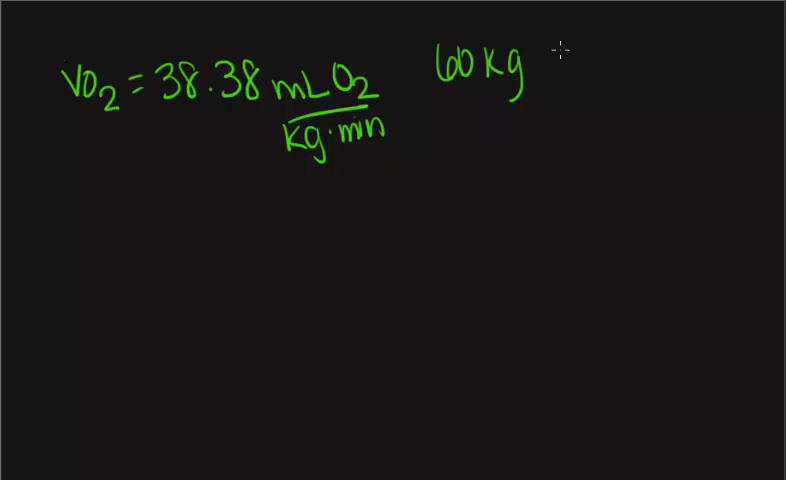 VO₂ = 38.38 mL O₂ 60 kg
kg · min